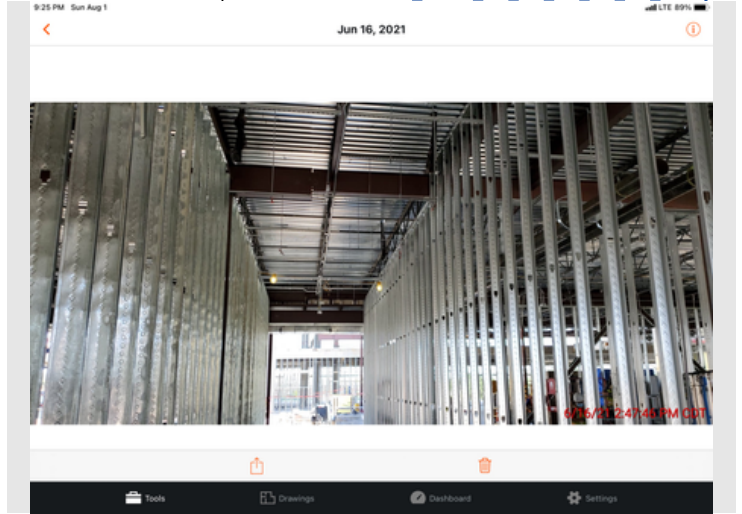 9:25 PM Sun Aug 1
LTE 89%
Jun 16, 2021
6/16/21 2:47:46 PM CDT
Tools
Drawings
Dashboard
Settings